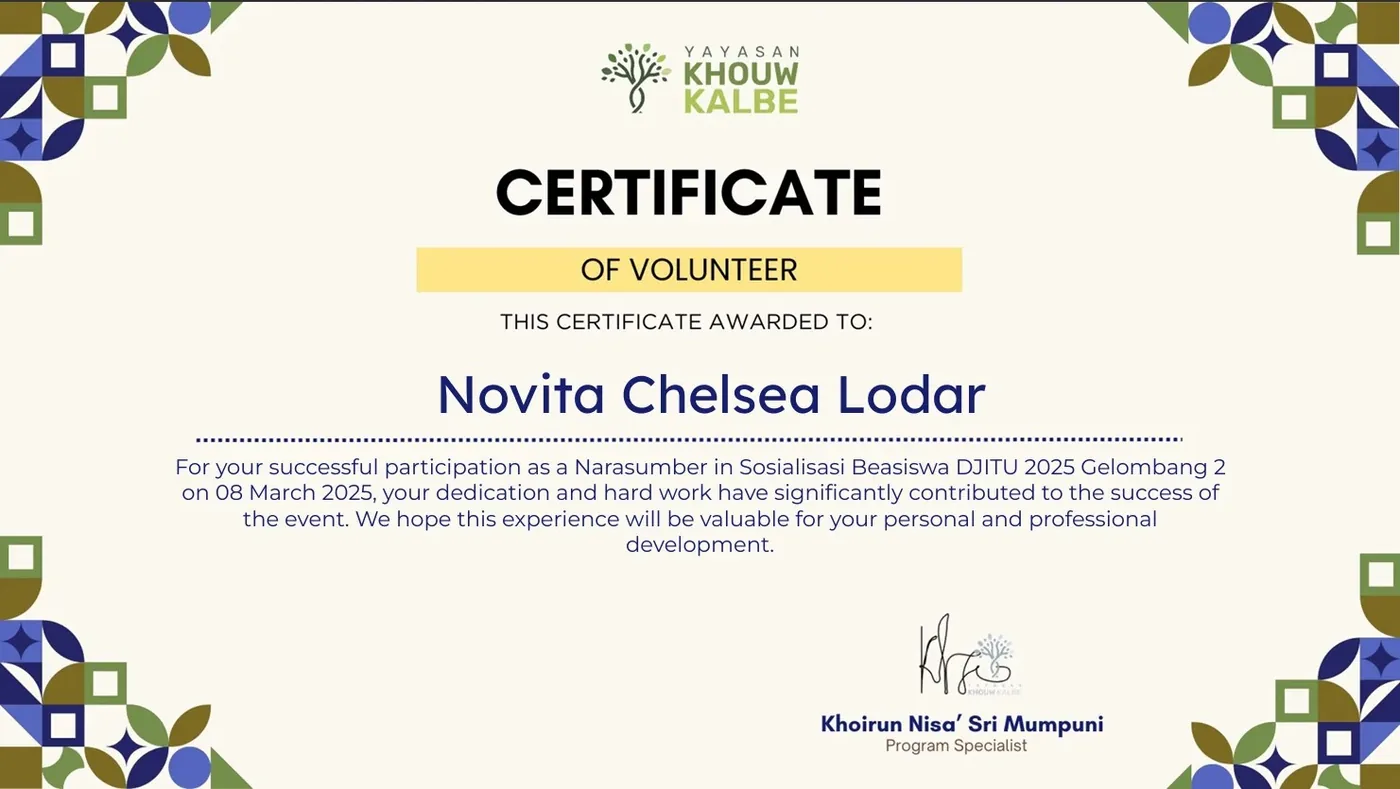 YAYASAN
KHOUW
KALBE
CERTIFICATE
OF VOLUNTEER
THIS CERTIFICATE AWARDED TO:
Novita Chelsea Lodar
For your successful participation as a Narasumber in Sosialisasi Beasiswa DJITU 2025 Gelombang 2
on 08 March 2025, your dedication and hard work have significantly contributed to the success of
the event. We hope this experience will be valuable for your personal and professional
development.
YAYASAN
KHOUW KALBE
Khoirun Nisa’ Sri Mumpuni
Program Specialist